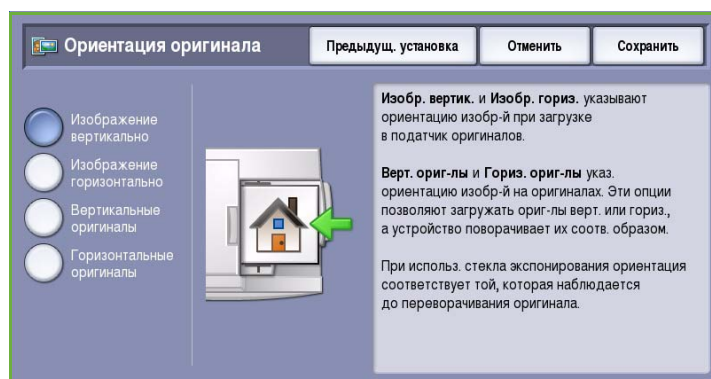 Ориентация оригинала
Предыдущ. установка
Отменить
Сохранить
Изображение
вертикально
Изображение
горизонтально
Вертикальные
оригиналы
Горизонтальные
оригиналы
Изобр. вертик. и Изобр. гориз. указывают
ориентацию изобр-й при загрузке
в податчик оригиналов.
Верт. ориг-лы и Гориз. ориг-лы указ.
ориентацию изобр-й на оригиналах. Эти опции
позволяют загружать ориг-лы верт. или гориз.,
а устройство поворачивает их соотв. образом.
При использ. стекла экспонирования ориентация
соответствует той, которая наблюдается
до переворачивания оригинала.